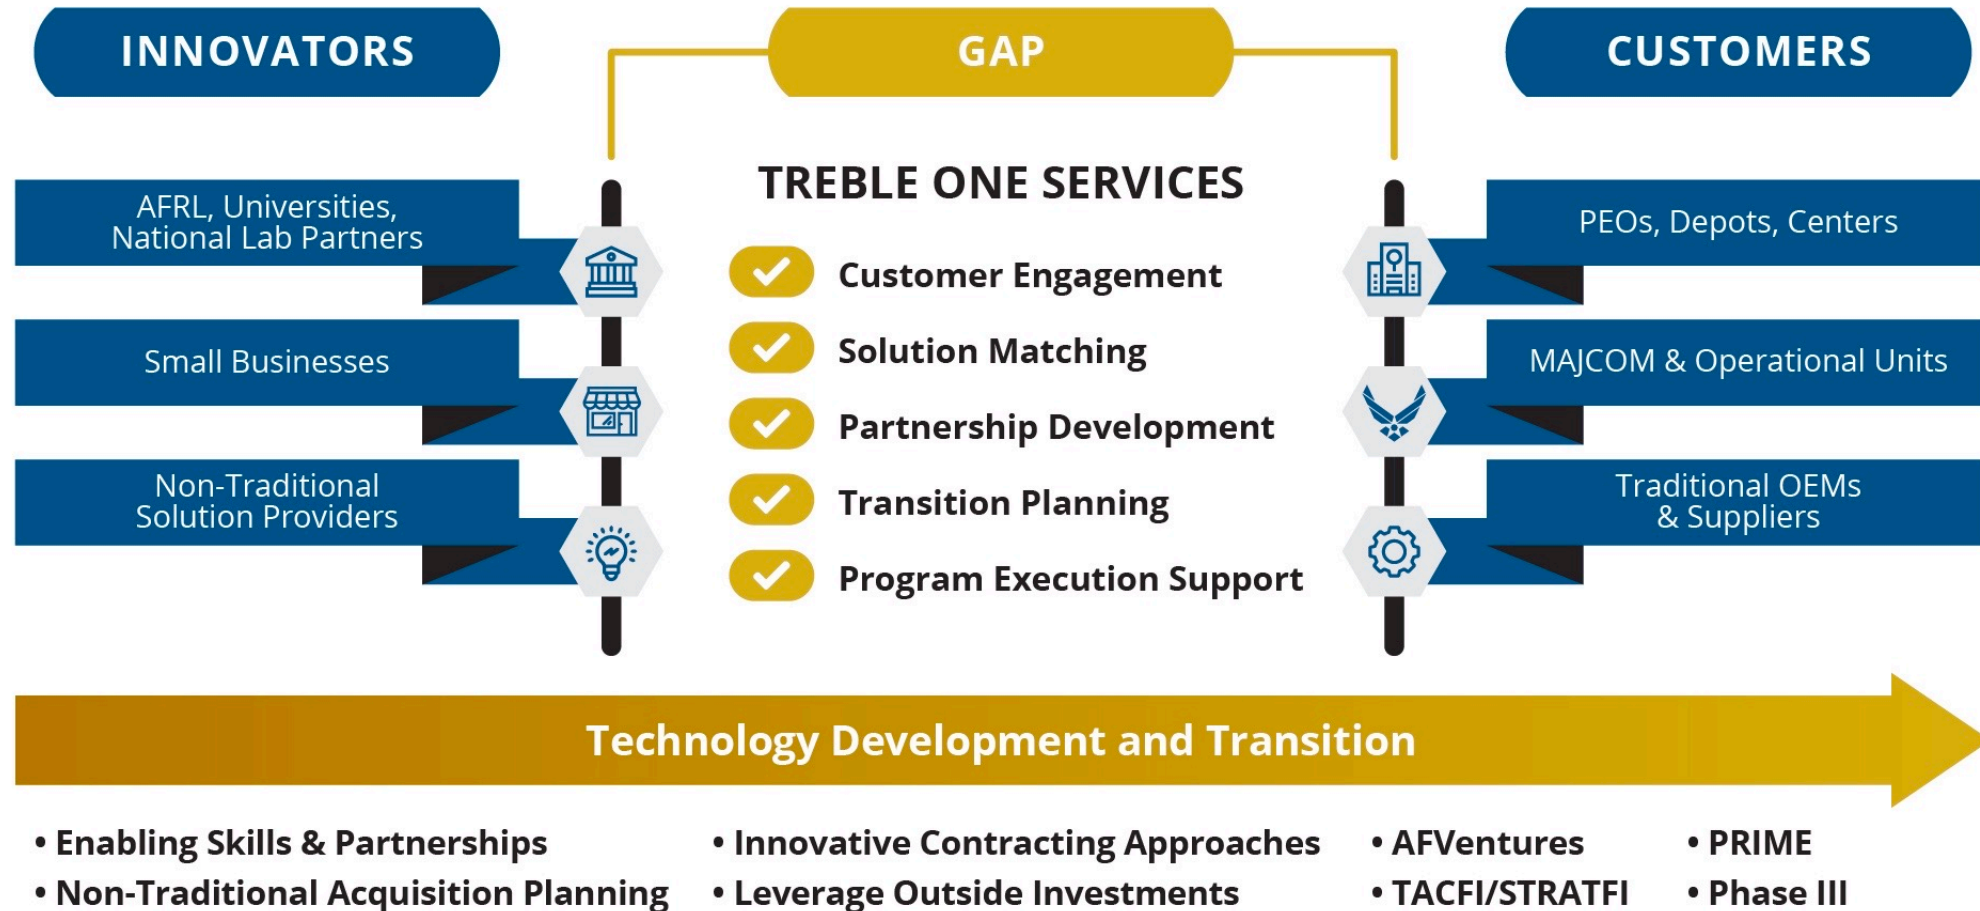 INNOVATORS
GAP
CUSTOMERS
AFRL, Universities,
National Lab Partners
Small Businesses
Non-Traditional
Solution Providers
TREBLE ONE SERVICES
Customer Engagement
Solution Matching
Partnership Development
Transition Planning
Program Execution Support
PEOs, Depots, Centers
MAJCOM & Operational Units
Traditional OEMs
& Suppliers
Technology Development and Transition
• Enabling Skills & Partnerships
• Non-Traditional Acquisition Planning
• Innovative Contracting Approaches
• Leverage Outside Investments
• AFVentures
• TACFI/STRATFI
• PRIME
• Phase III